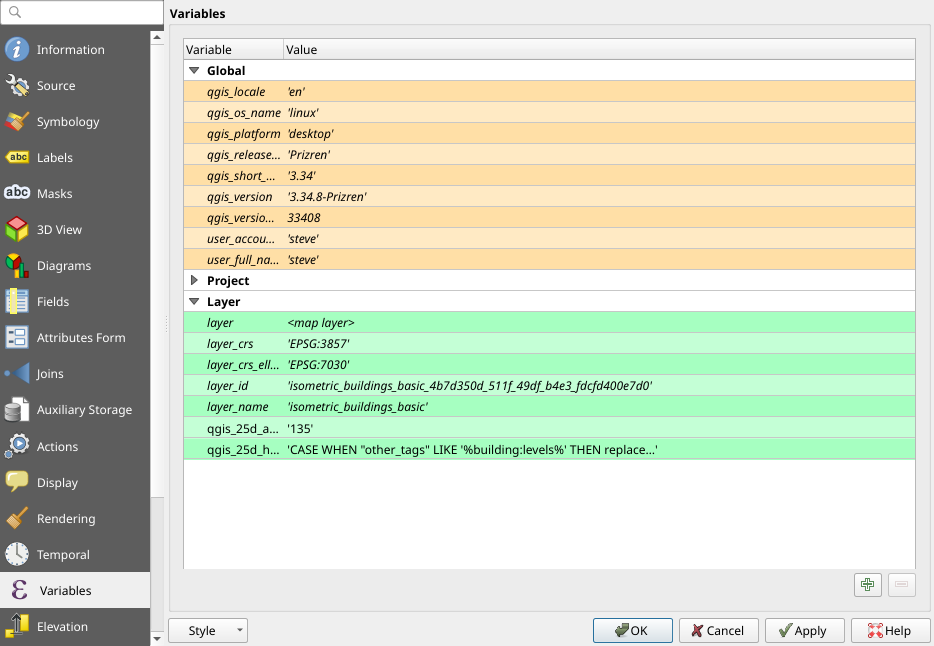 Variables
Information
Source
Symbology
abc Labels
abc Masks
3D View
Diagrams
Fields
Attributes Form
Joins
Auxiliary Storage
Actions
Display
Rendering
Temporal
Variables
Elevation
Variable Value
Global
qgis_locale 'en'
qgis_os_name 'linux'
qgis_platform 'desktop'
qgis_release... 'Prizren'
qgis_short_... '3.34'
qgis_version '3.34.8-Prizren'
qgis_versio... 33408
user_accou... 'steve'
user_full_na... 'steve'
Project
Layer
layer <map layer>
layer_crs 'EPSG:3857'
layer_crs_ell... 'EPSG:7030'
layer_id 'isometric_buildings_basic_4b7d350d_511f_49df_b4e3_fdcfd400e7d0'
layer_name 'isometric_buildings_basic'
qgis_25d_a... '135'
qgis_25d_h... 'CASE WHEN "other_tags" LIKE '%building:levels%' THEN replace...'
Style OK Cancel Apply Help